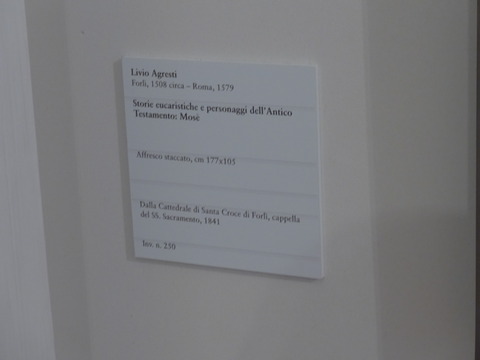 Livio Agresti
Forlì, 1508 circa – Roma, 1579
Storie eucaristiche e personaggi dell'Antico
Testamento: Mosè
Affresco staccato, cm 177x105
Dalla Cattedrale di Santa Croce di Forlì, cappella
del SS. Sacramento, 1841
Inv. n. 250